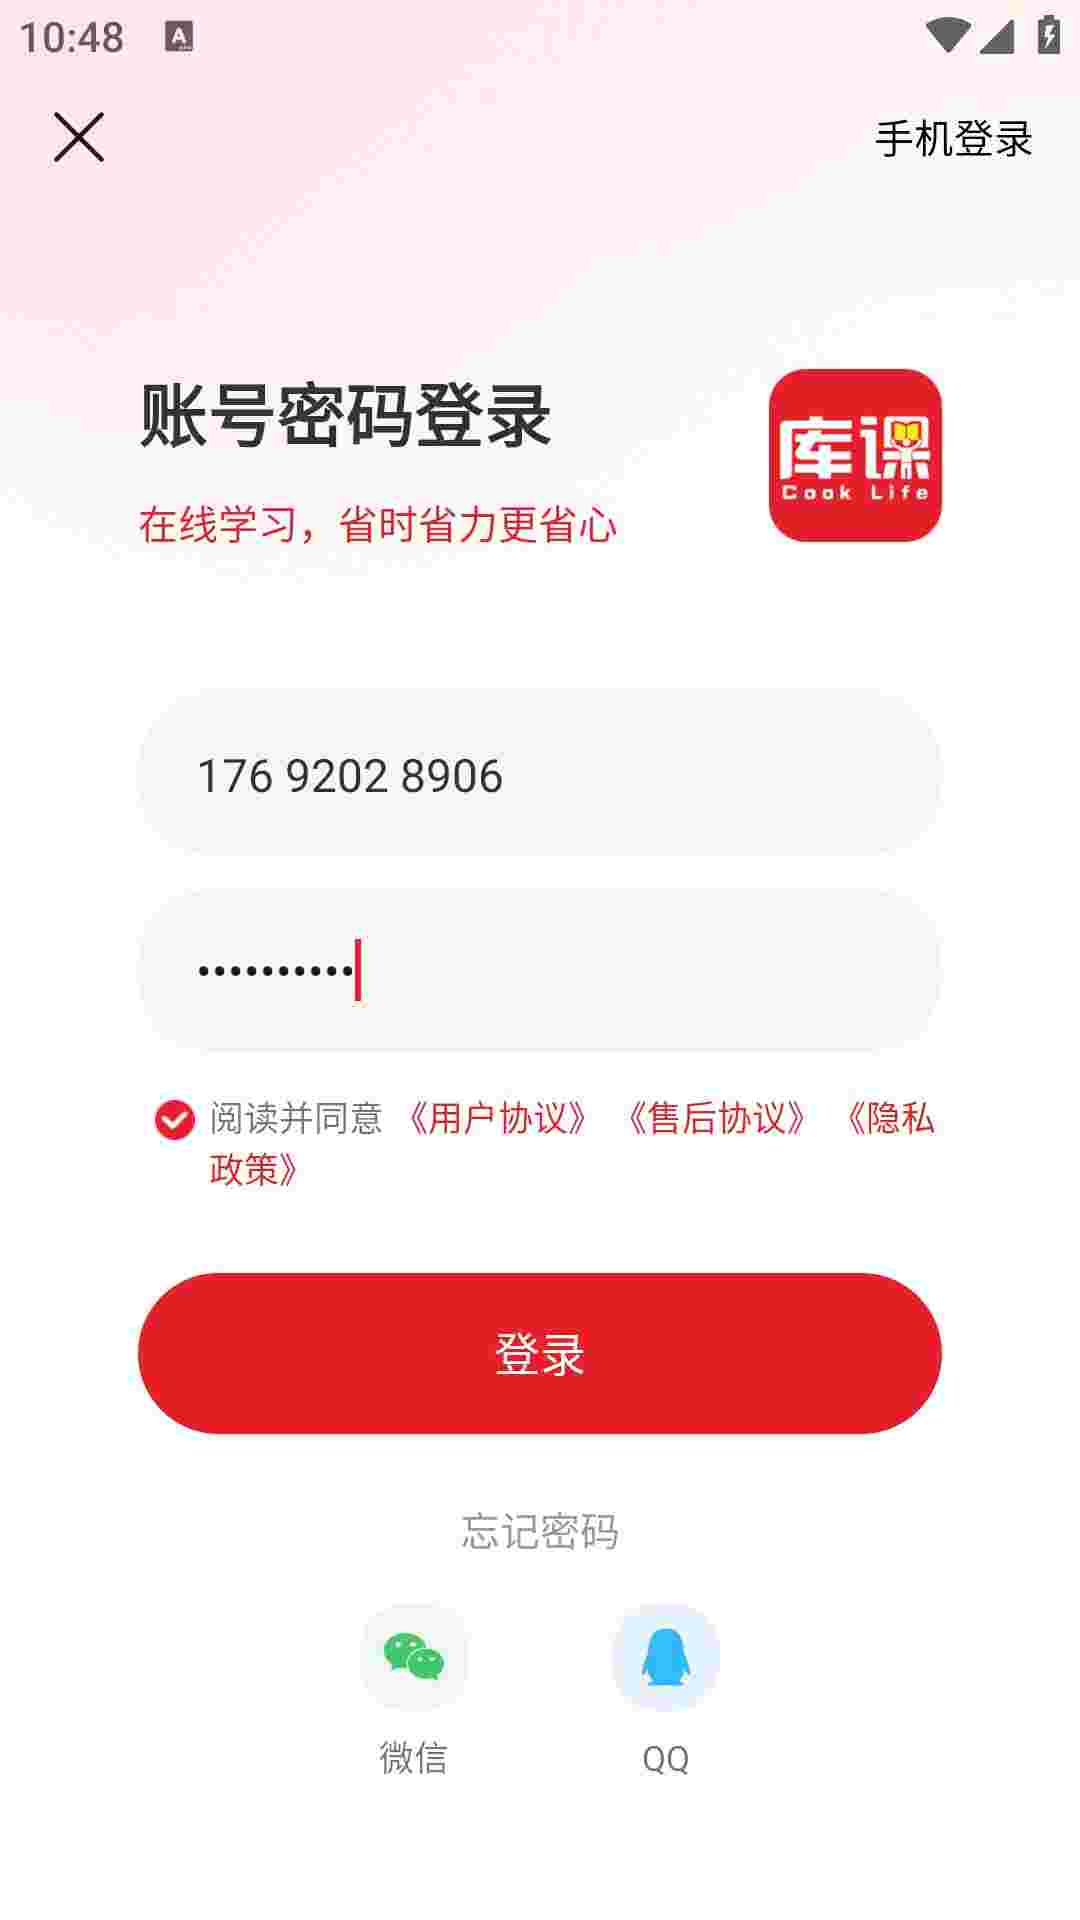 10:48
手机登录
账号密码登录
库课
Cook Life
在线学习，省时省力更省心
176 9202 8906
••••••••••
阅读并同意 《用户协议》 《售后协议》 《隐私
政策》
登录
忘记密码
微信
QQ